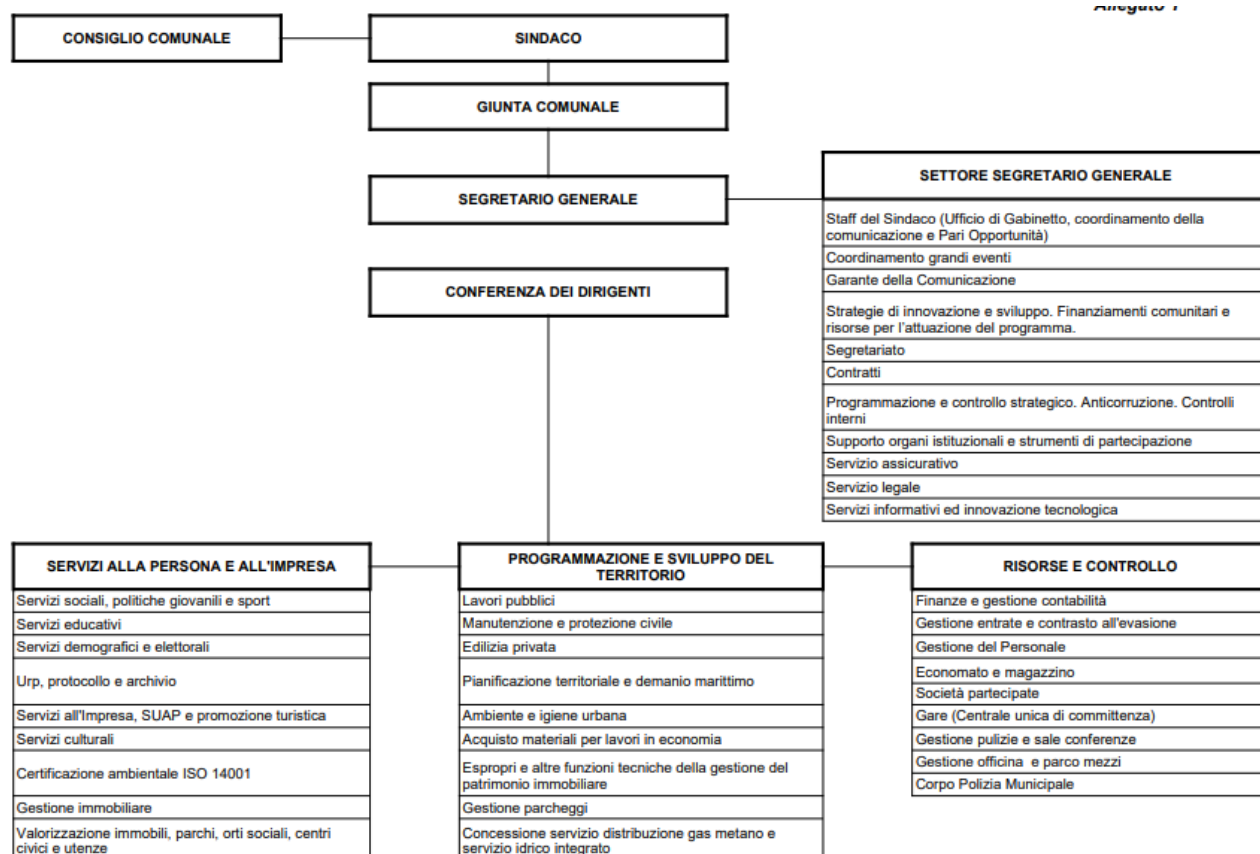 Allegato 1
CONSIGLIO COMUNALE
SINDACO
GIUNTA COMUNALE
SEGRETARIO GENERALE
SETTORE SEGRETARIO GENERALE
Staff del Sindaco (Ufficio di Gabinetto, coordinamento della
comunicazione e Pari Opportunità)
Coordinamento grandi eventi
Garante della Comunicazione
Strategie di innovazione e sviluppo. Finanziamenti comunitari e
risorse per l'attuazione del programma.
Segretariato
Contratti
Programmazione e controllo strategico. Anticorruzione. Controlli
interni
Supporto organi istituzionali e strumenti di partecipazione
Servizio assicurativo
Servizio legale
Servizi informativi ed innovazione tecnologica
CONFERENZA DEI DIRIGENTI
SERVIZI ALLA PERSONA E ALL'IMPRESA
Servizi sociali, politiche giovanili e sport
Servizi educativi
Servizi demografici e elettorali
Urp, protocollo e archivio
Servizi all'Impresa, SUAP e promozione turistica
Servizi culturali
Certificazione ambientale ISO 14001
Gestione immobiliare
Valorizzazione immobili, parchi, orti sociali, centri
civici e utenze
PROGRAMMAZIONE E SVILUPPO DEL
TERRITORIO
Lavori pubblici
Manutenzione e protezione civile
Edilizia privata
Pianificazione territoriale e demanio marittimo
Ambiente e igiene urbana
Acquisto materiali per lavori in economia
Espropri e altre funzioni tecniche della gestione del
patrimonio immobiliare
Gestione parcheggi
Concessione servizio distribuzione gas metano e
servizio idrico integrato
RISORSE E CONTROLLO
Finanze e gestione contabilità
Gestione entrate e contrasto all'evasione
Gestione del Personale
Economato e magazzino
Società partecipate
Gare (Centrale unica di committenza)
Gestione pulizie e sale conferenze
Gestione officina e parco mezzi
Corpo Polizia Municipale